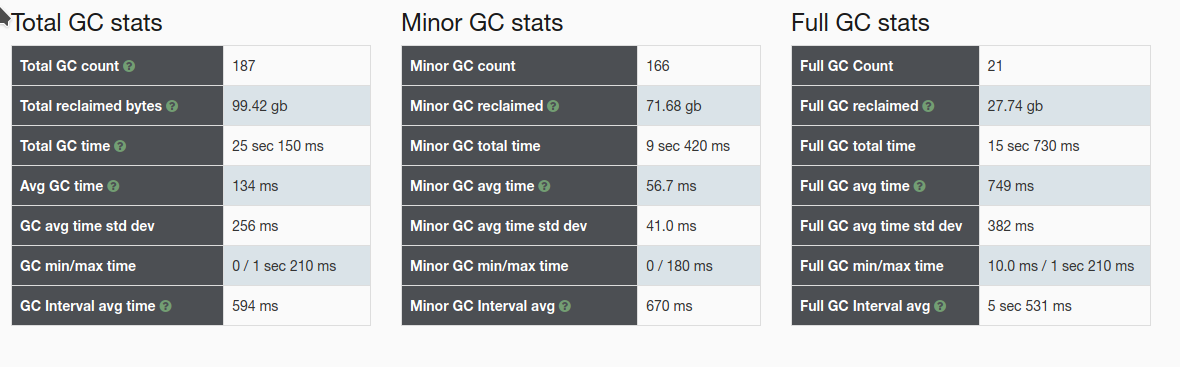 Total GC stats
Total GC count 187
Total reclaimed bytes 99.42 gb
Total GC time 25 sec 150 ms
Avg GC time 134 ms
GC avg time std dev 256 ms
GC min/max time 0 / 1 sec 210 ms
GC Interval avg time 594 ms
Minor GC stats
Minor GC count 166
Minor GC reclaimed 71.68 gb
Minor GC total time 9 sec 420 ms
Minor GC avg time 56.7 ms
Minor GC avg time std dev 41.0 ms
Minor GC min/max time 0 / 180 ms
Minor GC Interval avg 670 ms
Full GC stats
Full GC Count 21
Full GC reclaimed 27.74 gb
Full GC total time 15 sec 730 ms
Full GC avg time 749 ms
Full GC avg time std dev 382 ms
Full GC min/max time 10.0 ms / 1 sec 210 ms
Full GC Interval avg 5 sec 531 ms